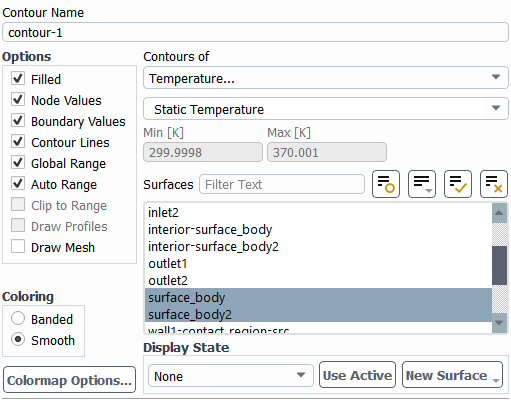 Contour Name
contour-1
Options
Filled
Node Values
Boundary Values
Contour Lines
Global Range
Auto Range
Clip to Range
Draw Profiles
Draw Mesh
Coloring
Banded
Smooth
Colormap Options...
Contours of
Temperature...
Static Temperature
Min [K] Max [K]
299.9998 370.001
Surfaces Filter Text
inlet2
interior-surface_body
interior-surface_body2
outlet1
outlet2
surface_body
surface_body2
wall1-contact_region-src
Display State
None Use Active New Surface